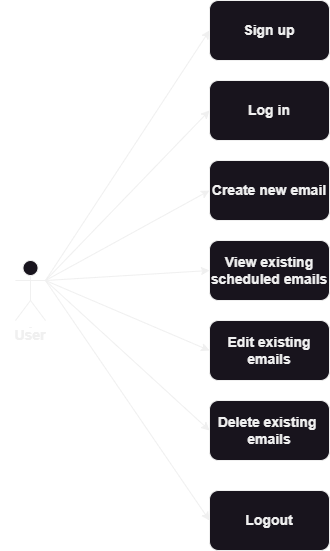 Sign up
Log in
Create new email
View existing
scheduled emails
User
Edit existing
emails
Delete existing
emails
Logout